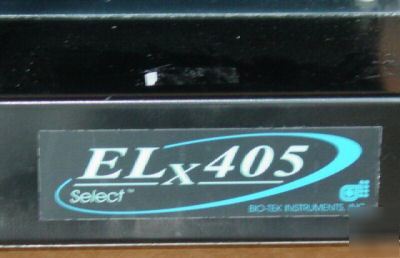 ELx405
Select™
BIO-TEK INSTRUMENTS, INC.